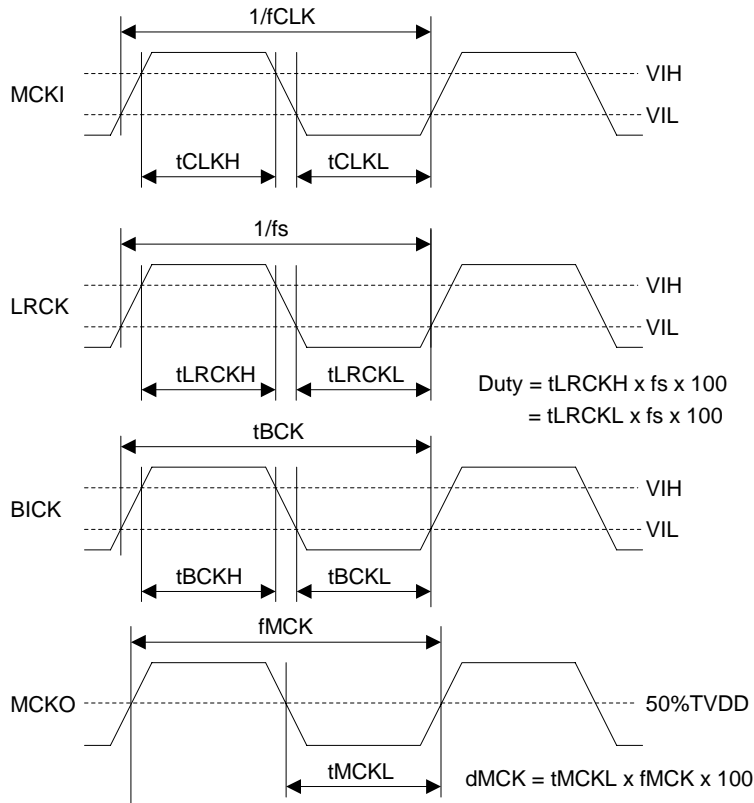 1/fCLK
VIH
MCKI
VIL
tCLKH tCLKL
1/fs
VIH
LRCK
VIL
tLRCKH tLRCKL
Duty = tLRCKH x fs x 100
= tLRCKL x fs x 100
tBCK
VIH
BICK
VIL
tBCKH tBCKL
fMCK
MCKO 50%TVDD
tMCKL
dMCK = tMCKL x fMCK x 100